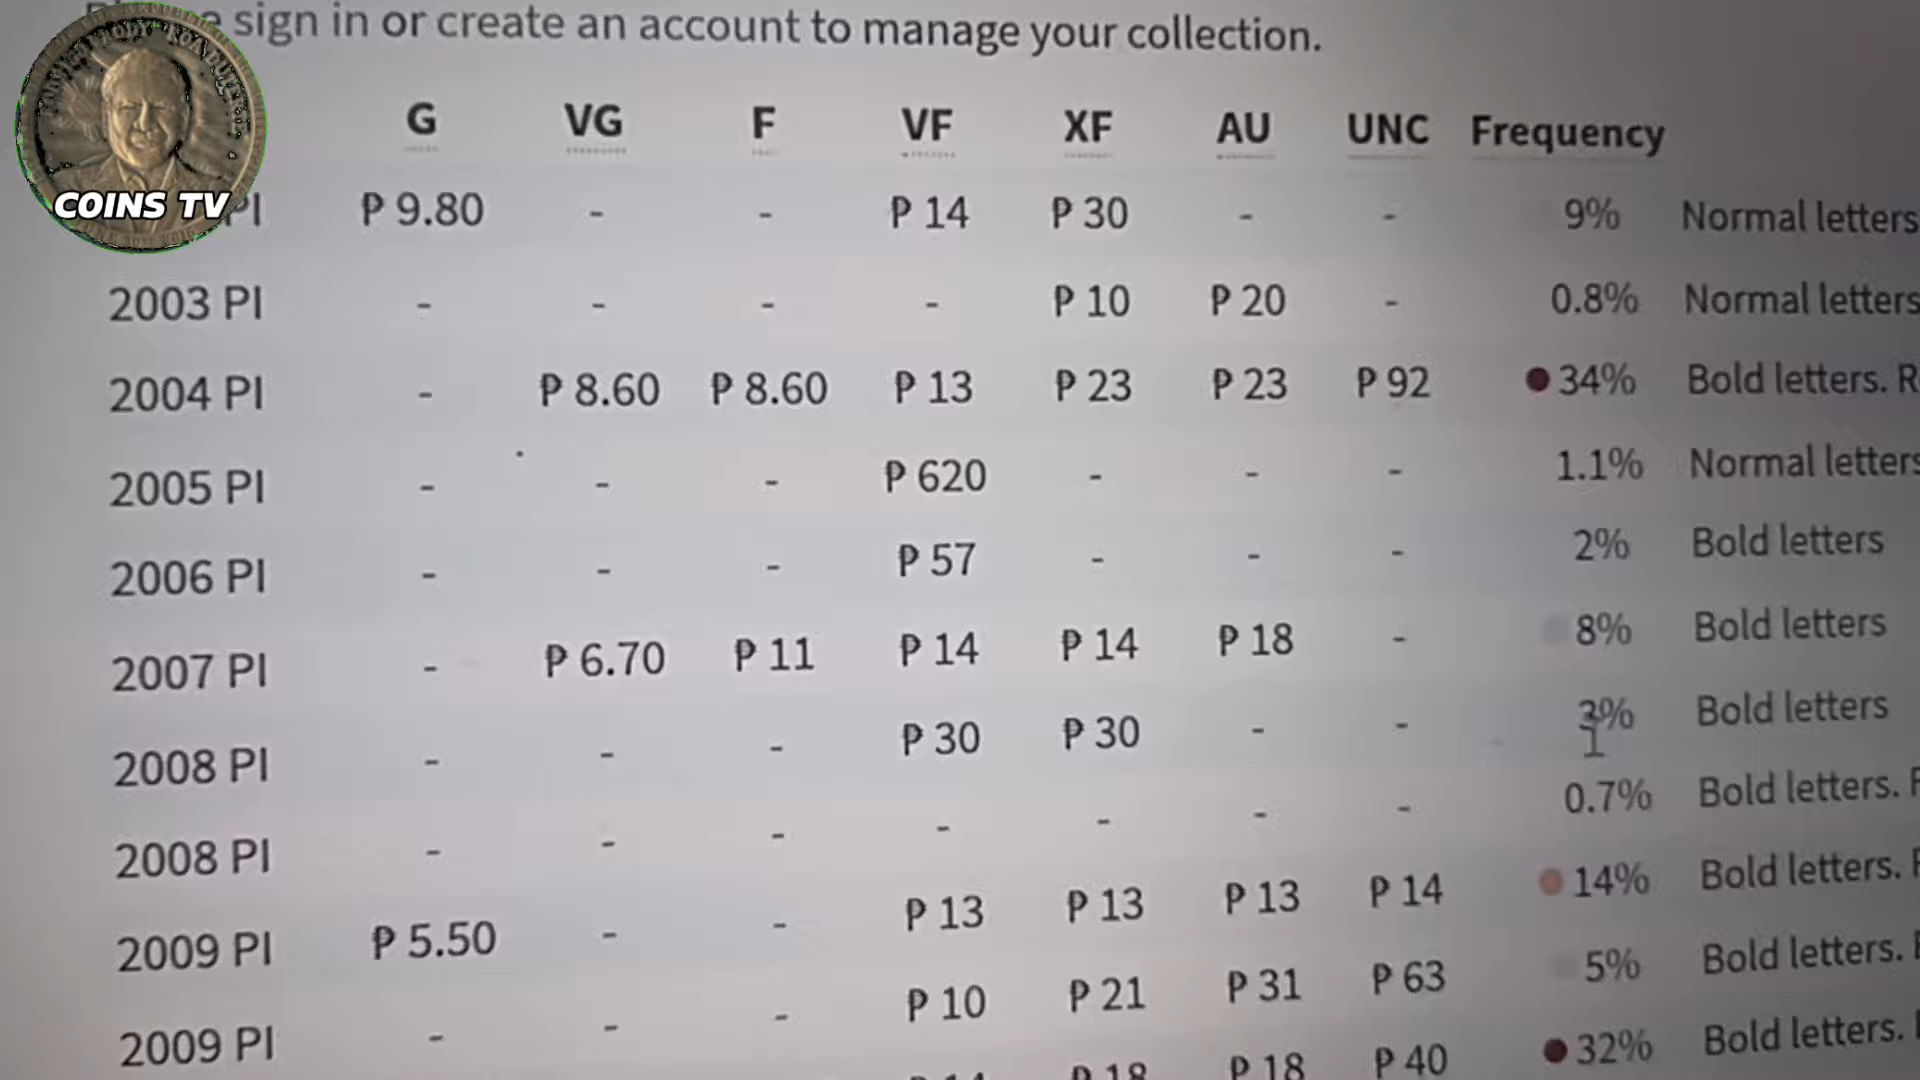 sign in or create an account to manage your collection.
G VG F VF XF AU UNC Frequency
COINS TV
PI ₱ 9.80 - - ₱ 14 ₱ 30 - - 9% Normal letters
2003 PI - - - - ₱ 10 ₱ 20 - 0.8% Normal letters
2004 PI - ₱ 8.60 ₱ 8.60 ₱ 13 ₱ 23 ₱ 23 ₱ 92 34% Bold letters. R
2005 PI - - - ₱ 620 - - - 1.1% Normal letters
2006 PI - - - ₱ 57 - - - 2% Bold letters
2007 PI - ₱ 6.70 ₱ 11 ₱ 14 ₱ 14 ₱ 18 - 8% Bold letters
2008 PI - - - ₱ 30 ₱ 30 - - 3% Bold letters
2008 PI - - - - - - - 0.7% Bold letters.
2009 PI ₱ 5.50 - - ₱ 13 ₱ 13 ₱ 13 ₱ 14 14% Bold letters.
2009 PI - - - ₱ 10 ₱ 21 ₱ 31 ₱ 63 5% Bold letters.
₱ 18 ₱ 18 ₱ 40 32% Bold letters.